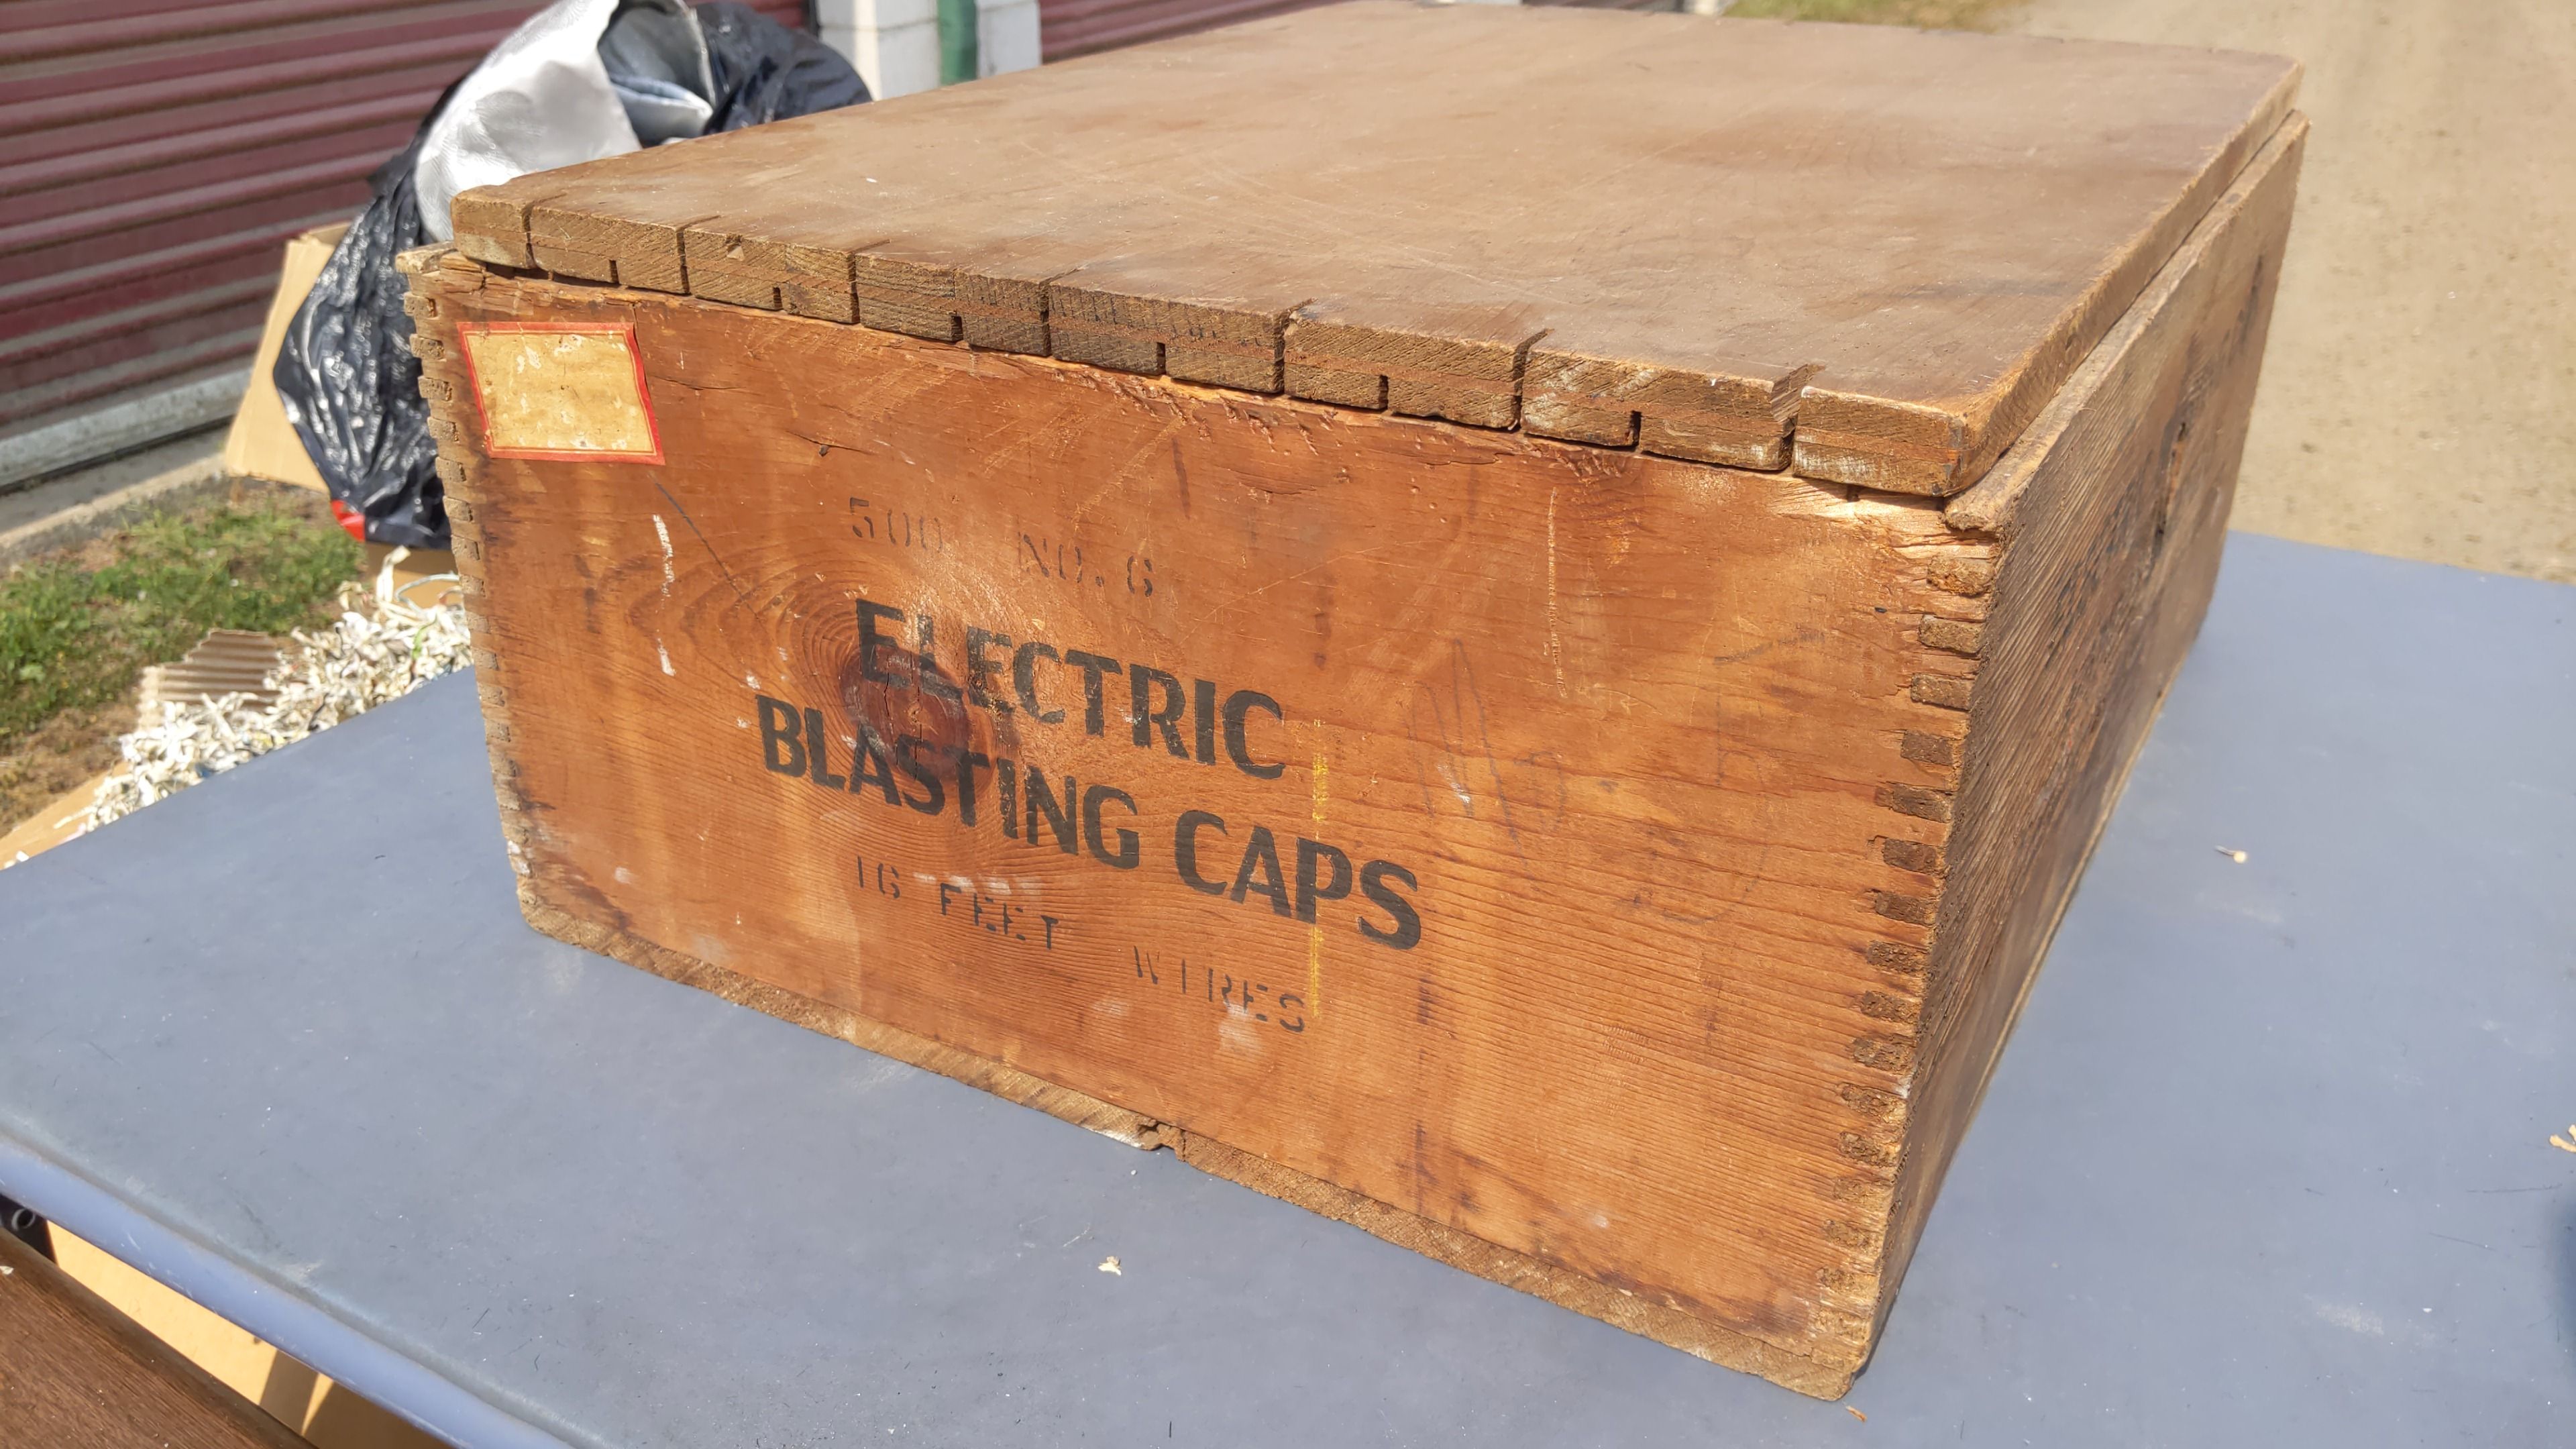 500 NO. 6
ELECTRIC
BLASTING CAPS
16 FEET WIRES